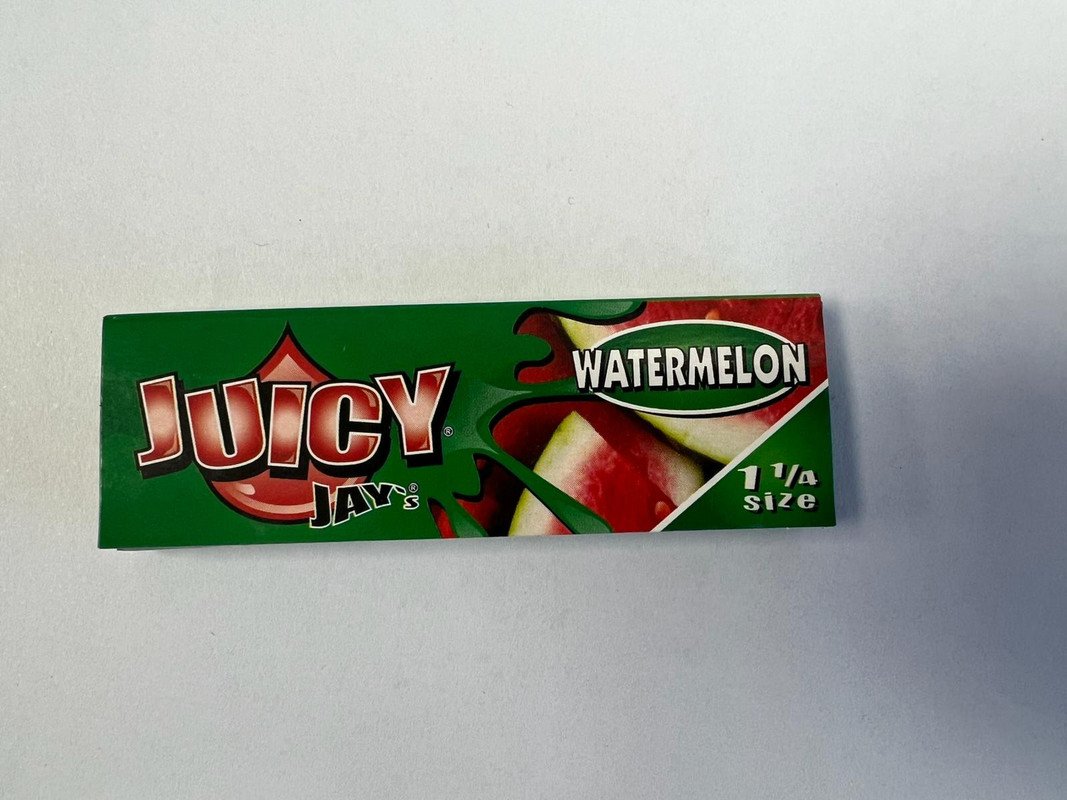 JUICY®
JAY'S®
WATERMELON
1 1/4
size